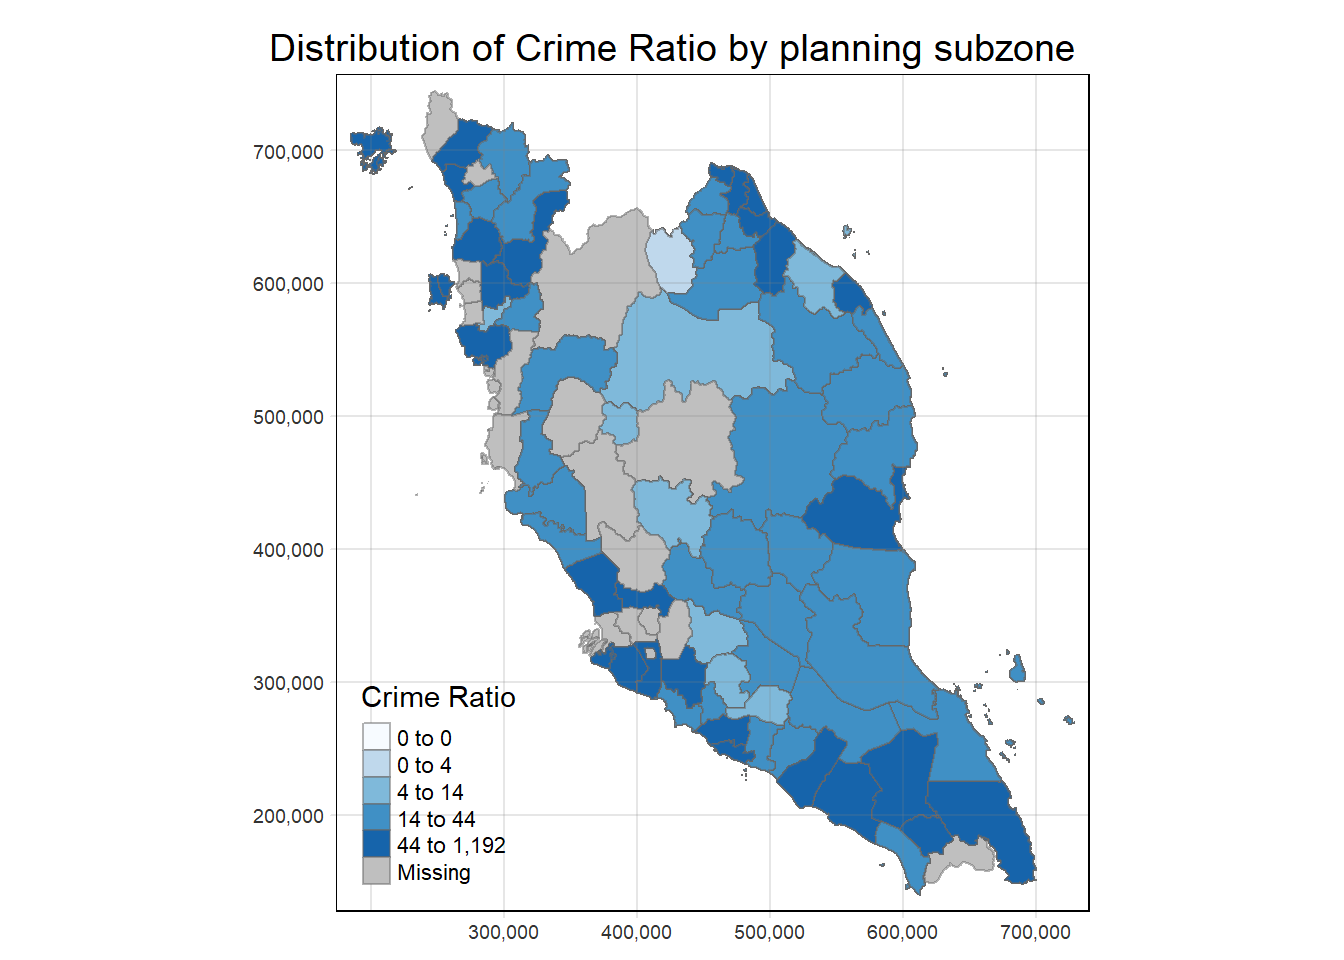 Distribution of Crime Ratio by planning subzone
700,000
600,000
500,000
400,000
300,000
200,000
Crime Ratio
0 to 0
0 to 4
4 to 14
14 to 44
44 to 1,192
Missing
300,000 400,000 500,000 600,000 700,000